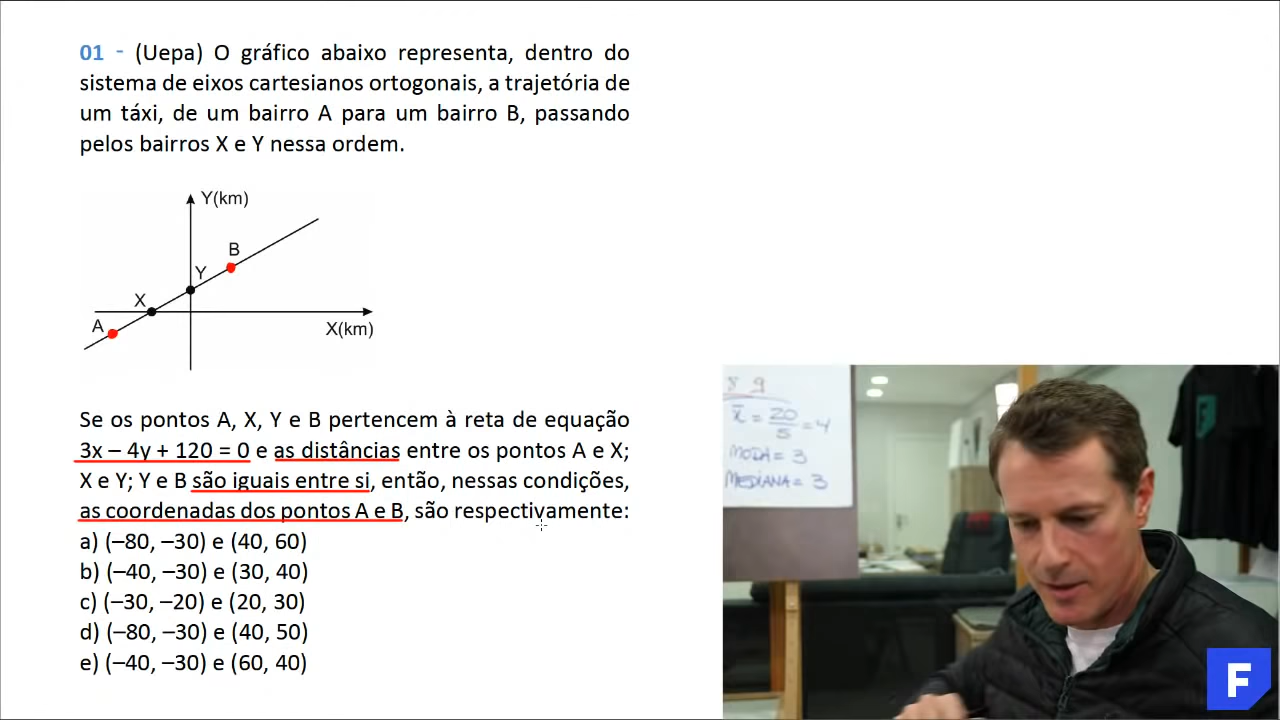 01 - (Uepa) O gráfico abaixo representa, dentro do
sistema de eixos cartesianos ortogonais, a trajetória de
um táxi, de um bairro A para um bairro B, passando
pelos bairros X e Y nessa ordem.
Y(km)
B
Y
X
A
X(km)
Se os pontos A, X, Y e B pertencem à reta de equação
3x – 4y + 120 = 0 e as distâncias entre os pontos A e X;
X e Y; Y e B são iguais entre si, então, nessas condições,
as coordenadas dos pontos A e B, são respectivamente:
a) (–80, –30) e (40, 60)
b) (–40, –30) e (30, 40)
c) (–30, –20) e (20, 30)
d) (–80, –30) e (40, 50)
e) (–40, –30) e (60, 40)
8 9
x̄ = 20/5 = 4
MODA = 3
MEDIANA = 3
F